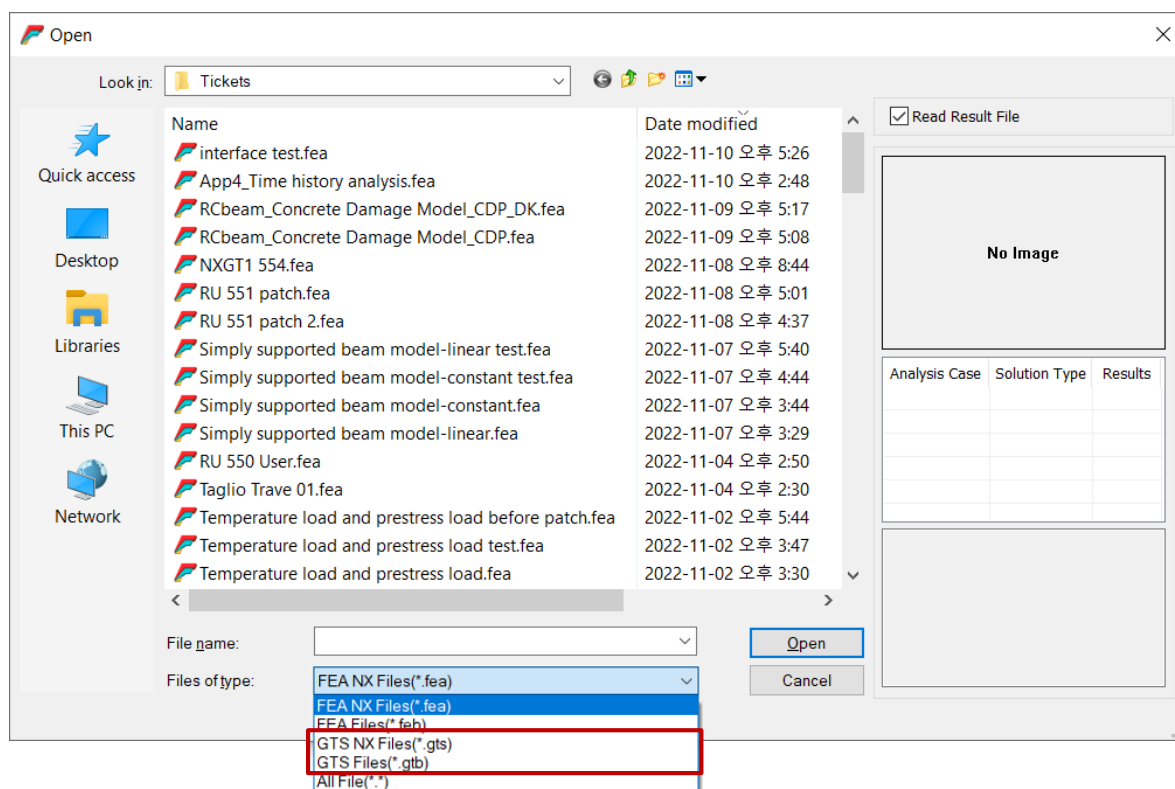 Open
Look in: Tickets
Quick access
Desktop
Libraries
This PC
Network
Name Date modified
interface test.fea 2022-11-10 오후 5:26
App4_Time history analysis.fea 2022-11-10 오후 2:48
RCbeam_Concrete Damage Model_CDP_DK.fea 2022-11-09 오후 5:17
RCbeam_Concrete Damage Model_CDP.fea 2022-11-09 오후 5:08
NXGT1 554.fea 2022-11-08 오후 8:44
RU 551 patch.fea 2022-11-08 오후 5:01
RU 551 patch 2.fea 2022-11-08 오후 4:37
Simply supported beam model-linear test.fea 2022-11-07 오후 5:40
Simply supported beam model-constant test.fea 2022-11-07 오후 4:44
Simply supported beam model-constant.fea 2022-11-07 오후 3:44
Simply supported beam model-linear.fea 2022-11-07 오후 3:29
RU 550 User.fea 2022-11-04 오후 2:50
Taglio Trave 01.fea 2022-11-04 오후 2:30
Temperature load and prestress load before patch.fea 2022-11-02 오후 5:44
Temperature load and prestress load test.fea 2022-11-02 오후 3:47
Temperature load and prestress load.fea 2022-11-02 오후 3:30
File name:
Open
Files of type: FEA NX Files(*.fea)
Cancel
FEA NX Files(*.fea)
FEA Files(*.feb)
GTS NX Files(*.gts)
GTS Files(*.gtb)
All File(*.*)
Read Result File
No Image
Analysis Case Solution Type Results